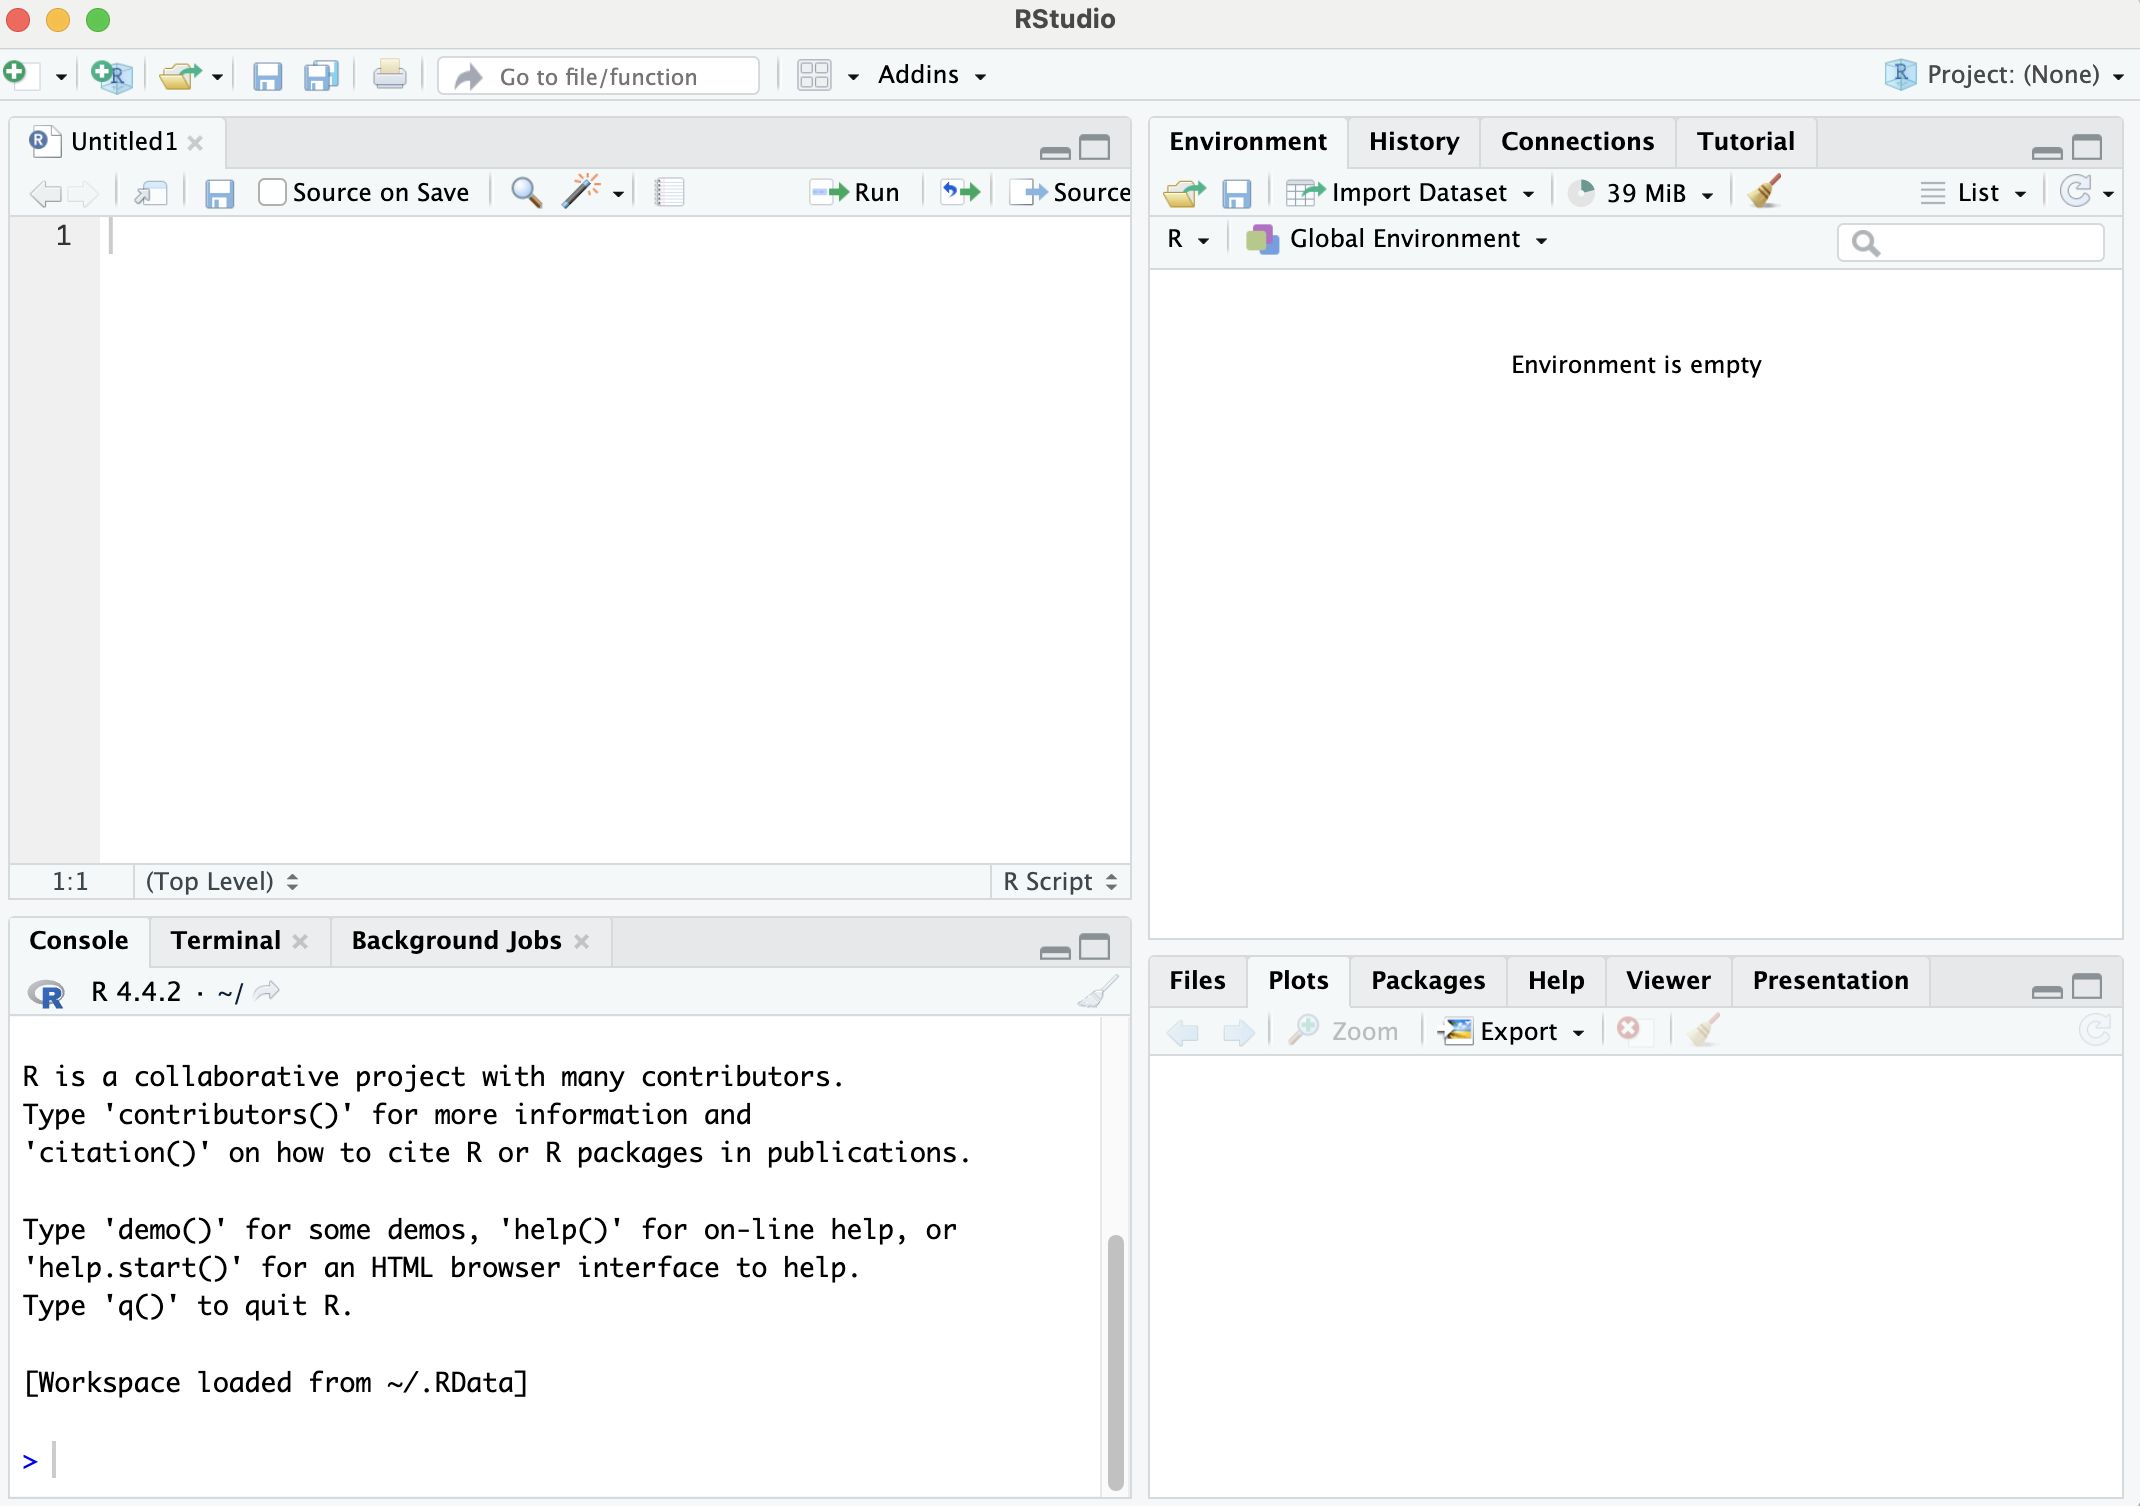 RStudio
Go to file/function
Addins
Project: (None)
Untitled1
Source on Save
Run
Source
1
1:1
(Top Level)
R Script
Console
Terminal
Background Jobs
R 4.4.2 · ~/
R is a collaborative project with many contributors.
Type 'contributors()' for more information and
'citation()' on how to cite R or R packages in publications.
Type 'demo()' for some demos, 'help()' for on-line help, or
'help.start()' for an HTML browser interface to help.
Type 'q()' to quit R.
[Workspace loaded from ~/.RData]
>
Environment
History
Connections
Tutorial
Import Dataset
39 MiB
List
R
Global Environment
Environment is empty
Files
Plots
Packages
Help
Viewer
Presentation
Zoom
Export